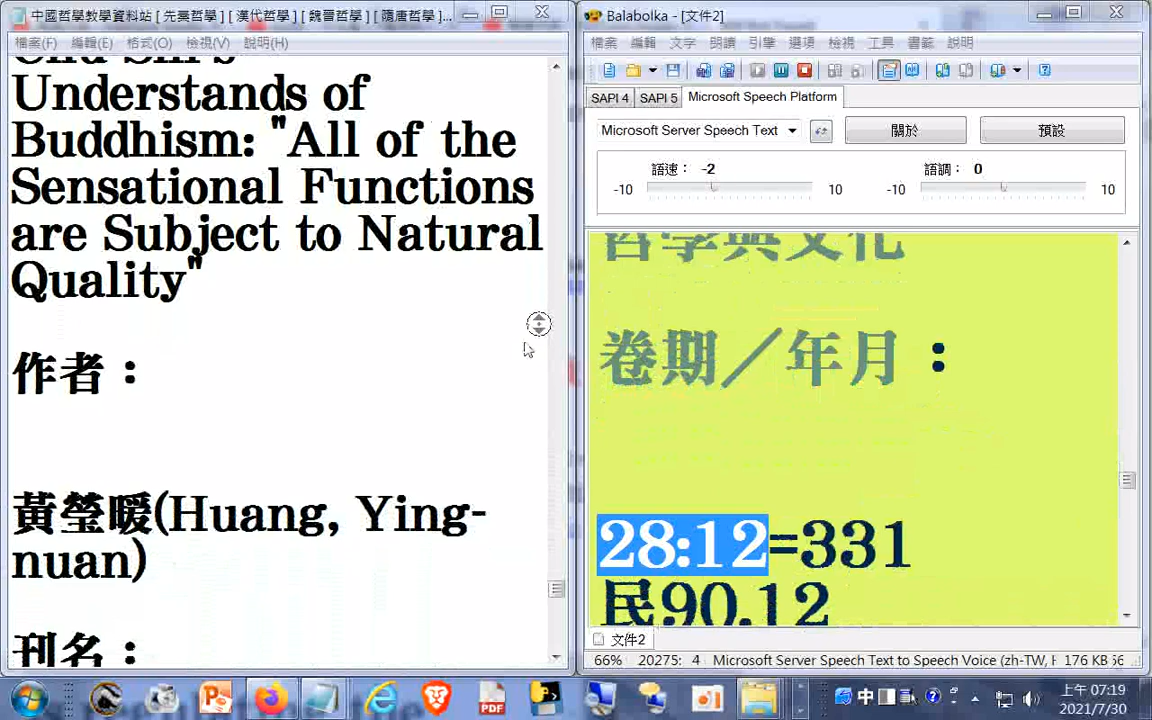 中國哲學教學資料站 [ 先秦哲學 ] [ 漢代哲學 ] [ 魏晉哲學 ] [ 隋唐哲學 ]...
檔案(F) 編輯(E) 格式(O) 檢視(V) 說明(H)
Understands of
Buddhism: "All of the
Sensational Functions
are Subject to Natural
Quality"
作者：
黃瑩暖(Huang, Ying-
nuan)
刊名：
Balabolka - [文件2]
檔案 編輯 文字 朗讀 引擎 選項 檢視 工具 書籤 說明
SAPI 4 SAPI 5 Microsoft Speech Platform
Microsoft Server Speech Text 關於 預設
語速： -2 語調： 0
-10 10 -10 10
哲學與文化
卷期／年月：
28:12=331
民90.12
文件2
66% 20275: 4 Microsoft Server Speech Text to Speech Voice (zh-TW, H 176 KB
中 上午 07:19
2021/7/30